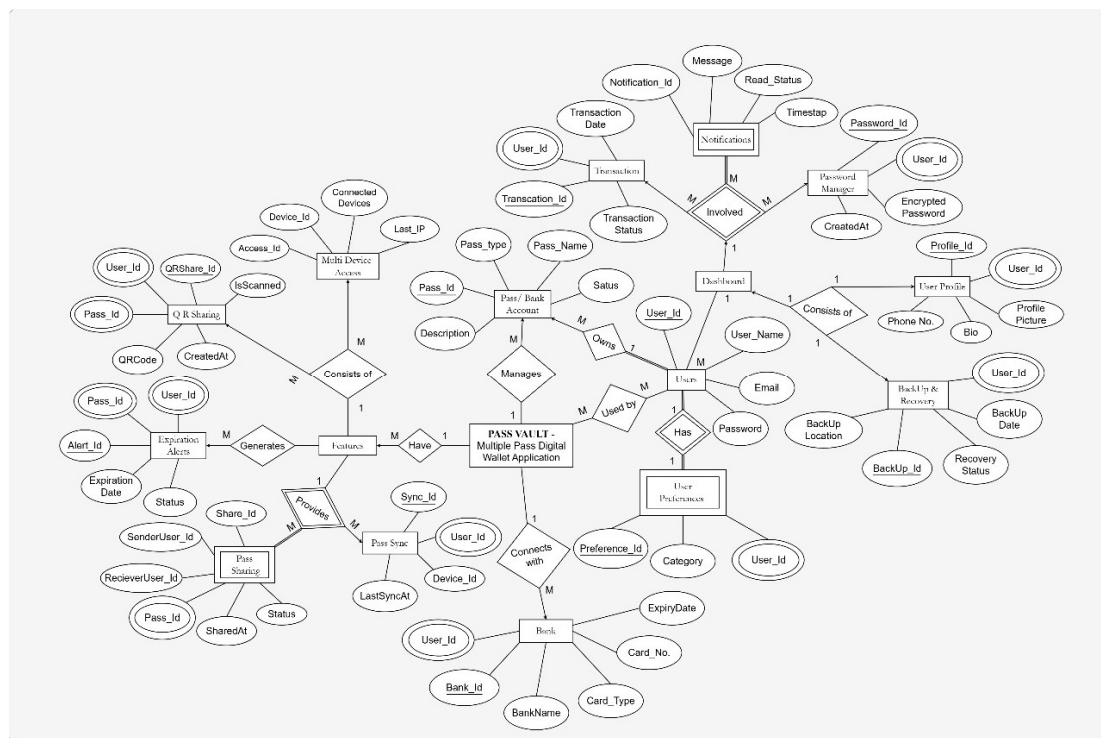 Message
Notification_Id
Read_Status
Timestap
Notifications
Transaction
Date
User_Id
Transaction
Transcation_Id
Transaction
Status
M
M
M
Involved
1
Password_Id
User_Id
Password
Manager
Encrypted
Password
CreatedAt
Dashboard
1
1
1
Consists of
1
Profile_Id
User_Id
User Profile
Profile
Picture
Phone No.
Bio
BackUp &
Recovery
User_Id
BackUp
Date
BackUp
Location
Recovery
Status
BackUp_Id
Connected
Devices
Device_Id
Last_IP
Access_Id
Multi Device
Access
User_Id
QRShare_Id
IsScanned
Pass_Id
Q R Sharing
QRCode
CreatedAt
M
M
Consists of
1
Pass_type
Pass_Name
Pass_Id
Pass/ Bank
Account
Satus
Description
M
M
Owns
1
Manages
1
User_Id
User_Name
M
Users
Email
Password
M
Used by
M
1
Has
1
User
Preferences
Preference_Id
Category
User_Id
PASS VAULT -
Multiple Pass Digital
Wallet Application
1
Have
M
Features
Generates
M
Pass_Id
User_Id
Alert_Id
Expiration
Alerts
Expiration
Date
Status
1
Provides
M
M
Share_Id
SenderUser_Id
RecieverUser_Id
Pass
Sharing
Pass_Id
SharedAt
Status
Sync_Id
Pass Sync
User_Id
Device_Id
LastSyncAt
1
Connects
with
M
Bank
User_Id
Bank_Id
BankName
Card_Type
Card_No.
ExpiryDate